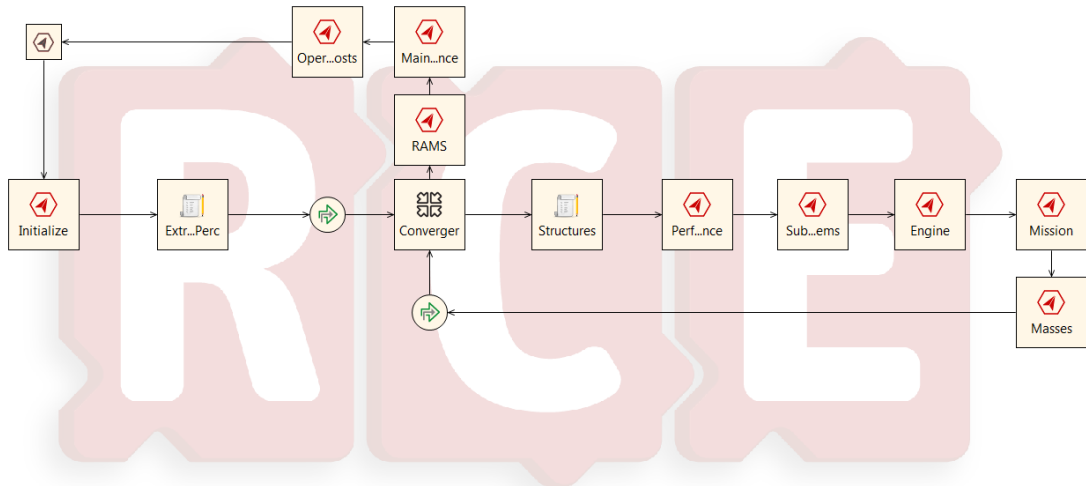 Oper...osts
Main...nce
RAMS
Initialize
Extr...Perc
Converger
Structures
Perf...nce
Sub...ems
Engine
Mission
Masses
RCE